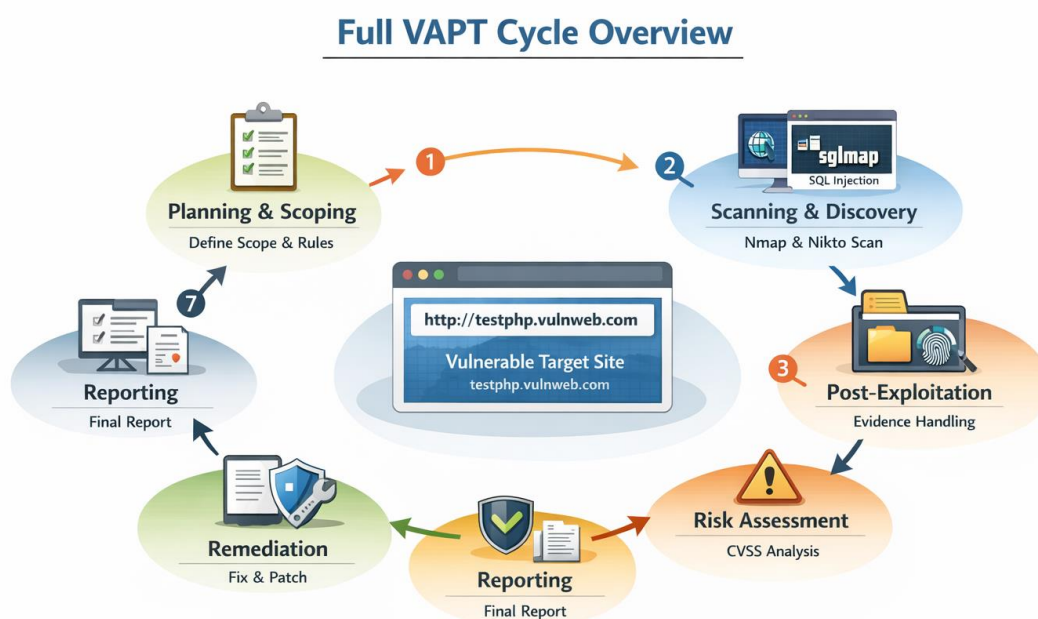 Full VAPT Cycle Overview
1
2
sqlmap
SQL Injection
Planning & Scoping
Define Scope & Rules
Scanning & Discovery
Nmap & Nikto Scan
http://testphp.vulnweb.com
Vulnerable Target Site
testphp.vulnweb.com
7
3
Reporting
Final Report
Post-Exploitation
Evidence Handling
Remediation
Fix & Patch
Risk Assessment
CVSS Analysis
Reporting
Final Report